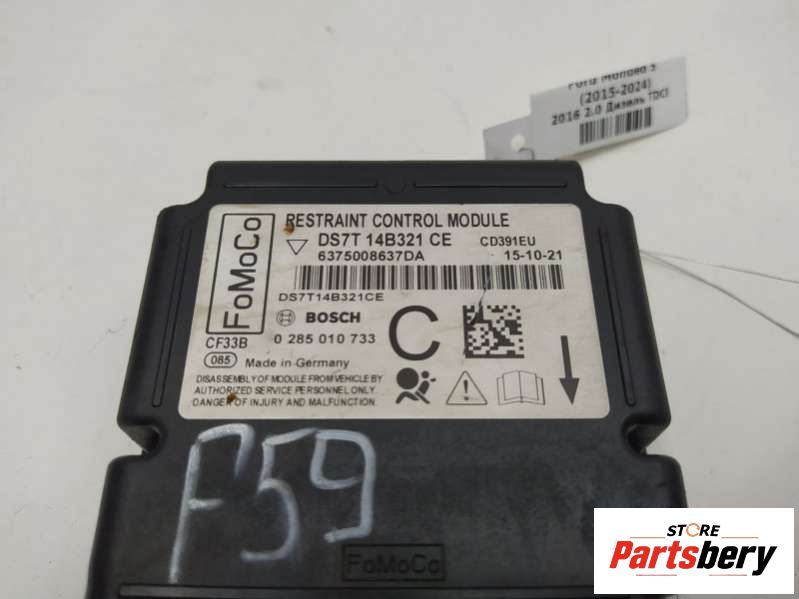 Ford Mondeo 5
(2015-2024)
2016 2.0 Дизель TDCI
FoMoCo
RESTRAINT CONTROL MODULE
DS7T 14B321 CE
CD391EU
6375008637DA
15-10-21
DS7T14B321CE
BOSCH
0 285 010 733
C
CF33B
085
Made in Germany
DISASSEMBLY OF MODULE FROM VEHICLE BY
AUTHORIZED SERVICE PERSONNEL ONLY.
DANGER OF INJURY AND MALFUNCTION.
F59
FoMoCo
STORE
Partsbery